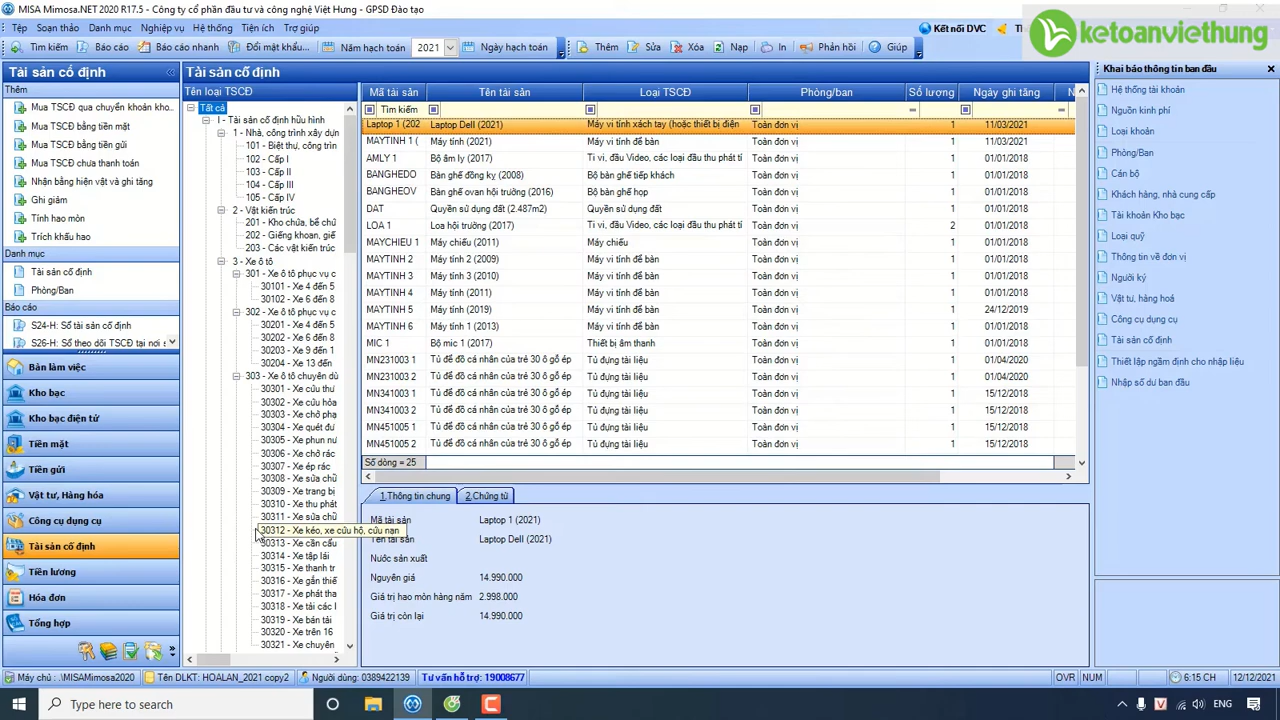 MISA Mimosa.NET 2020 R17.5 - Công ty cổ phần đầu tư và công nghệ Việt Hưng - GPSD Đào tạo
Tệp Soạn thảo Danh mục Nghiệp vụ Hệ thống Tiện ích Trợ giúp
Kết nối DVC
ketoanviethung
Tìm kiếm Báo cáo Báo cáo nhanh Đổi mật khẩu... Năm hạch toán 2021 Ngày hạch toán Thêm Sửa Xóa Nạp In Phản hồi Giúp
Tài sản cố định
Thêm
Mua TSCĐ qua chuyển khoản kho..
Mua TSCĐ bằng tiền mặt
Mua TSCĐ bằng tiền gửi
Mua TSCĐ chưa thanh toán
Nhận bằng hiện vật và ghi tăng
Ghi giảm
Tính hao mòn
Trích khấu hao
Danh mục
Tài sản cố định
Phòng/Ban
Báo cáo
S24-H: Sổ tài sản cố định
S26-H: Sổ theo dõi TSCĐ tại nơi s
Bàn làm việc
Kho bạc
Kho bạc điện tử
Tiền mặt
Tiền gửi
Vật tư, Hàng hóa
Công cụ dụng cụ
Tài sản cố định
Tiền lương
Hóa đơn
Tổng hợp
Tài sản cố định
Tên loại TSCĐ
Tất cả
I - Tài sản cố định hữu hình
1 - Nhà, công trình xây dựn
101 - Biệt thự, công trìn
102 - Cấp I
103 - Cấp II
104 - Cấp III
105 - Cấp IV
2 - Vật kiến trúc
201 - Kho chứa, bể chứ
202 - Giếng khoan, giế
203 - Các vật kiến trúc
3 - Xe ô tô
301 - Xe ô tô phục vụ c
30101 - Xe 4 đến 5
30102 - Xe 6 đến 8
302 - Xe ô tô phục vụ c
30201 - Xe 4 đến 5
30202 - Xe 6 đến 8
30203 - Xe 9 đến 1
30204 - Xe 13 đến
303 - Xe ô tô chuyên dù
30301 - Xe cứu thư
30302 - Xe cứu hỏa
30303 - Xe chở phạ
30304 - Xe quét đư
30305 - Xe phun nư
30306 - Xe chở rác
30307 - Xe ép rác
30308 - Xe sửa chữ
30309 - Xe trang bị
30310 - Xe thu phát
30311 - Xe sửa chữ
30312 - Xe kéo, xe cứu hộ, cứu nạn
30313 - Xe cần cẩu
30314 - Xe tập lái
30315 - Xe thanh tr
30316 - Xe gắn thiế
30317 - Xe phát tha
30318 - Xe tải các l
30319 - Xe bán tải
30320 - Xe trên 16
30321 - Xe chuyên
Mã tài sản Tên tài sản Loại TSCĐ Phòng/ban Số lượng Ngày ghi tăng N
Tìm kiếm = =
Laptop 1 (202 Laptop Dell (2021) Máy vi tính xách tay (hoặc thiết bị điện Toàn đơn vị 1 11/03/2021
MAYTINH 1 ( Máy tính (2021) Máy vi tính để bàn Toàn đơn vị 1 11/03/2021
AMLY 1 Bộ âm ly (2017) Ti vi, đầu Video, các loại đầu thu phát tí Toàn đơn vị 1 01/01/2018
BANGHEDO Bàn ghế đồng kỵ (2008) Bộ bàn ghế tiếp khách Toàn đơn vị 1 01/01/2018
BANGHEOV Bàn ghế ovan hội trường (2016) Bộ bàn ghế họp Toàn đơn vị 1 01/01/2018
DAT Quyền sử dụng đất (2.487m2) Quyền sử dụng đất Toàn đơn vị 1 01/01/2018
LOA 1 Loa hội trường (2017) Ti vi, đầu Video, các loại đầu thu phát tí Toàn đơn vị 2 01/01/2018
MAYCHIEU 1 Máy chiếu (2011) Máy chiếu Toàn đơn vị 1 01/01/2018
MAYTINH 2 Máy tính 2 (2009) Máy vi tính để bàn Toàn đơn vị 1 01/01/2018
MAYTINH 3 Máy tính 3 (2010) Máy vi tính để bàn Toàn đơn vị 1 01/01/2018
MAYTINH 4 Máy tính (2011) Máy vi tính để bàn Toàn đơn vị 1 01/01/2018
MAYTINH 5 Máy tính (2019) Máy vi tính để bàn Toàn đơn vị 1 24/12/2019
MAYTINH 6 Máy tính 1 (2013) Máy vi tính để bàn Toàn đơn vị 1 01/01/2018
MIC 1 Bộ mic 1 (2017) Thiết bị âm thanh Toàn đơn vị 1 01/01/2018
MN231003 1 Tủ để đồ cá nhân của trẻ 30 ô gỗ ép Tủ đựng tài liệu Toàn đơn vị 1 01/04/2020
MN231003 2 Tủ để đồ cá nhân của trẻ 30 ô gỗ ép Tủ đựng tài liệu Toàn đơn vị 1 01/04/2020
MN341003 1 Tủ để đồ cá nhân của trẻ 30 ô gỗ ép Tủ đựng tài liệu Toàn đơn vị 1 15/12/2018
MN341003 2 Tủ để đồ cá nhân của trẻ 30 ô gỗ ép Tủ đựng tài liệu Toàn đơn vị 1 15/12/2018
MN451005 1 Tủ để đồ cá nhân của trẻ 30 ô gỗ ép Tủ đựng tài liệu Toàn đơn vị 1 15/12/2018
MN451005 2 Tủ để đồ cá nhân của trẻ 30 ô gỗ ép Tủ đựng tài liệu Toàn đơn vị 1 15/12/2018
Số dòng = 25
1.Thông tin chung 2.Chứng từ
Mã tài sản Laptop 1 (2021)
Tên tài sản Laptop Dell (2021)
Nước sản xuất
Nguyên giá 14.990.000
Giá trị hao mòn hàng năm 2.998.000
Giá trị còn lại 14.990.000
Khai báo thông tin ban đầu
Hệ thống tài khoản
Nguồn kinh phí
Loại khoản
Phòng/Ban
Cán bộ
Khách hàng, nhà cung cấp
Tài khoản Kho bạc
Loại quỹ
Thông tin về đơn vị
Người ký
Vật tư, hàng hoá
Công cụ dụng cụ
Tài sản cố định
Thiết lập ngầm định cho nhập liệu
Nhập số dư ban đầu
Máy chủ : .\MISAMimosa2020 Tên DLKT: HOALAN_2021 copy2 Người dùng: 0389422139 Tư vấn hỗ trợ: 19008677 OVR NUM 6:15 CH 12/12/2021
Type here to search
ENG